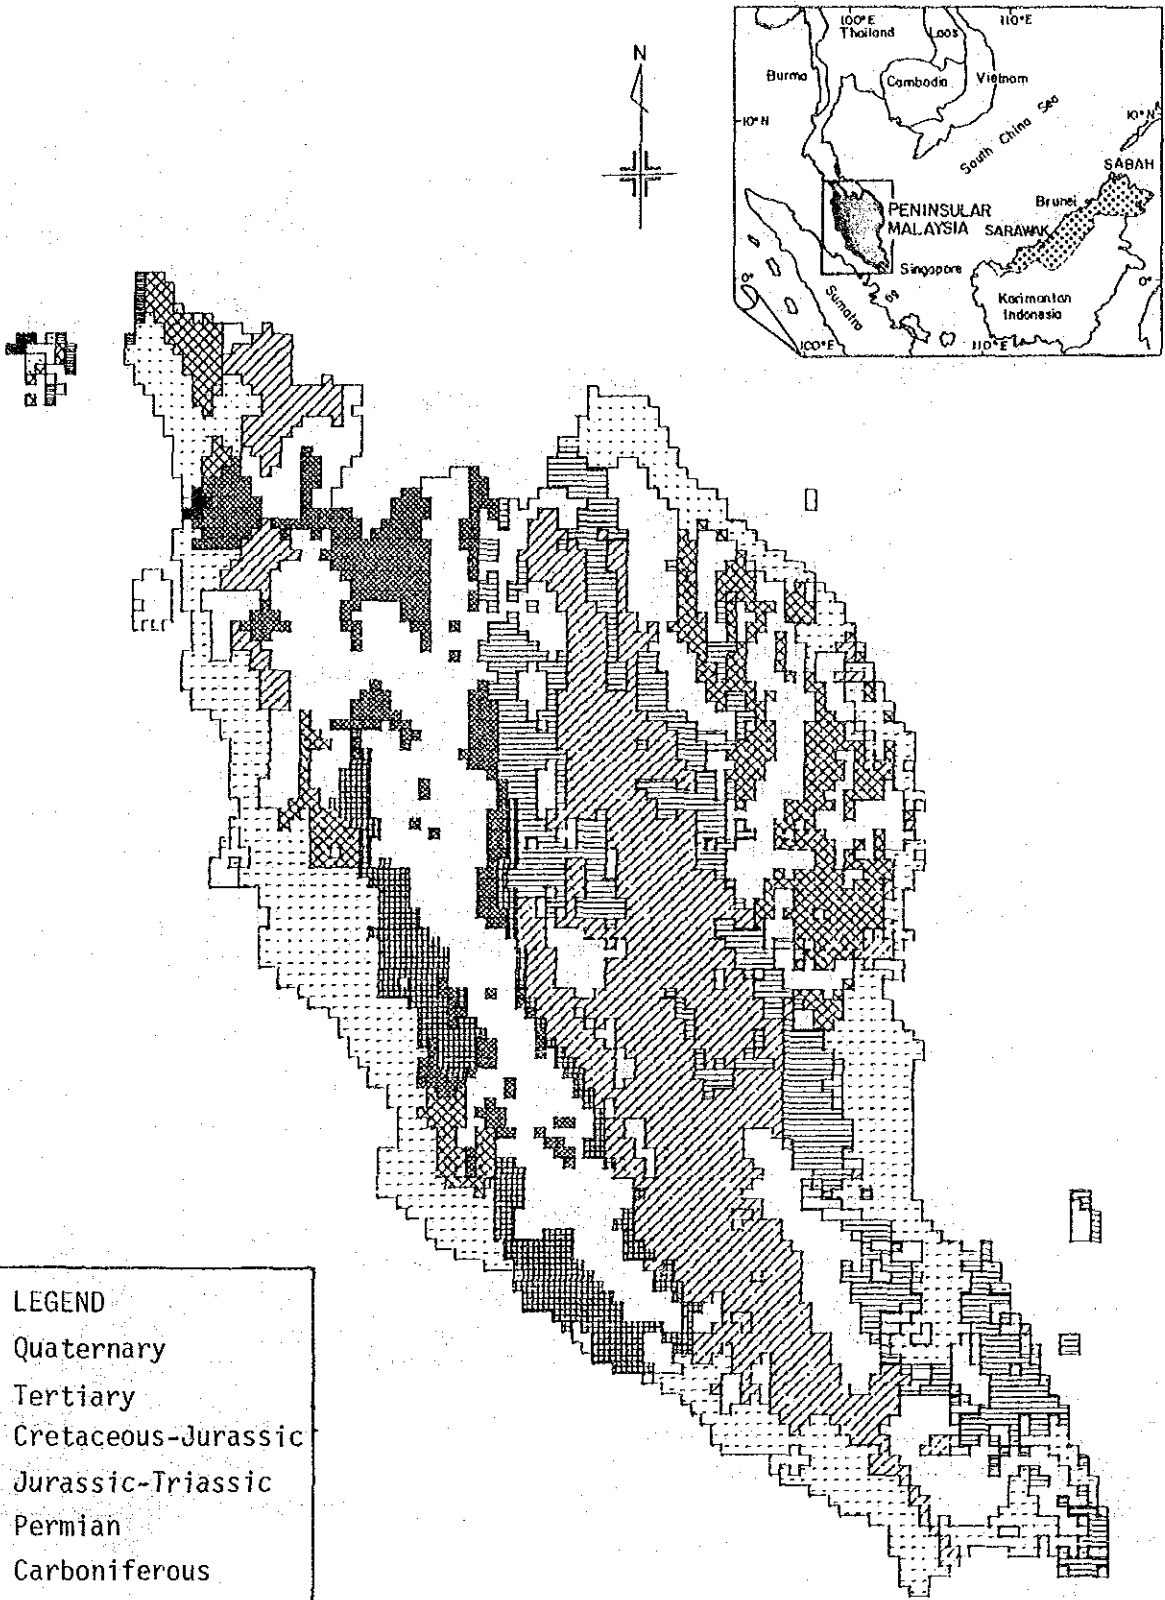 N
100°E
110°E
Thailand
Laos
Burma
Cambodia
Vietnam
10°N
10°N
South China Sea
SABAH
Brunei
PENINSULAR
MALAYSIA
SARAWAK
Singapore
0°
0°
Sumatra
Karimantan
Indonesia
100°E
110°E
LEGEND
Quaternary
Tertiary
Cretaceous-Jurassic
Jurassic-Triassic
Permian
Carboniferous